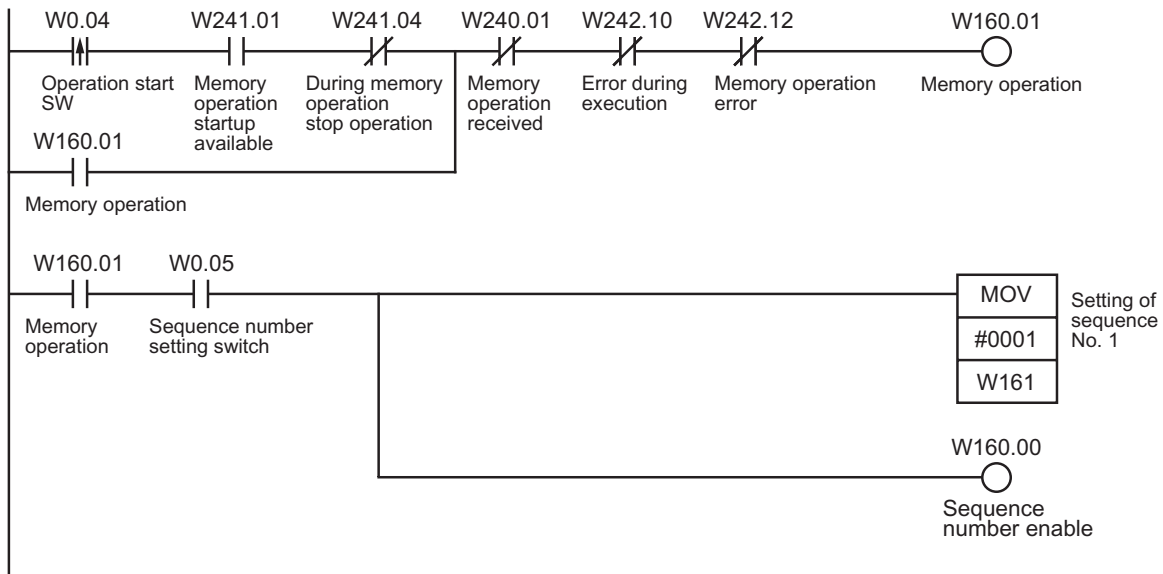 W0.04 W241.01 W241.04 W240.01 W242.10 W242.12 W160.01
Operation start
SW
Memory
operation
startup
available
During memory
operation
stop operation
Memory
operation
received
Error during
execution
Memory operation
error
Memory operation
W160.01
Memory operation
W160.01 W0.05
Memory
operation
Sequence number
setting switch
MOV
#0001
W161
Setting of
sequence
No. 1
W160.00
Sequence
number enable